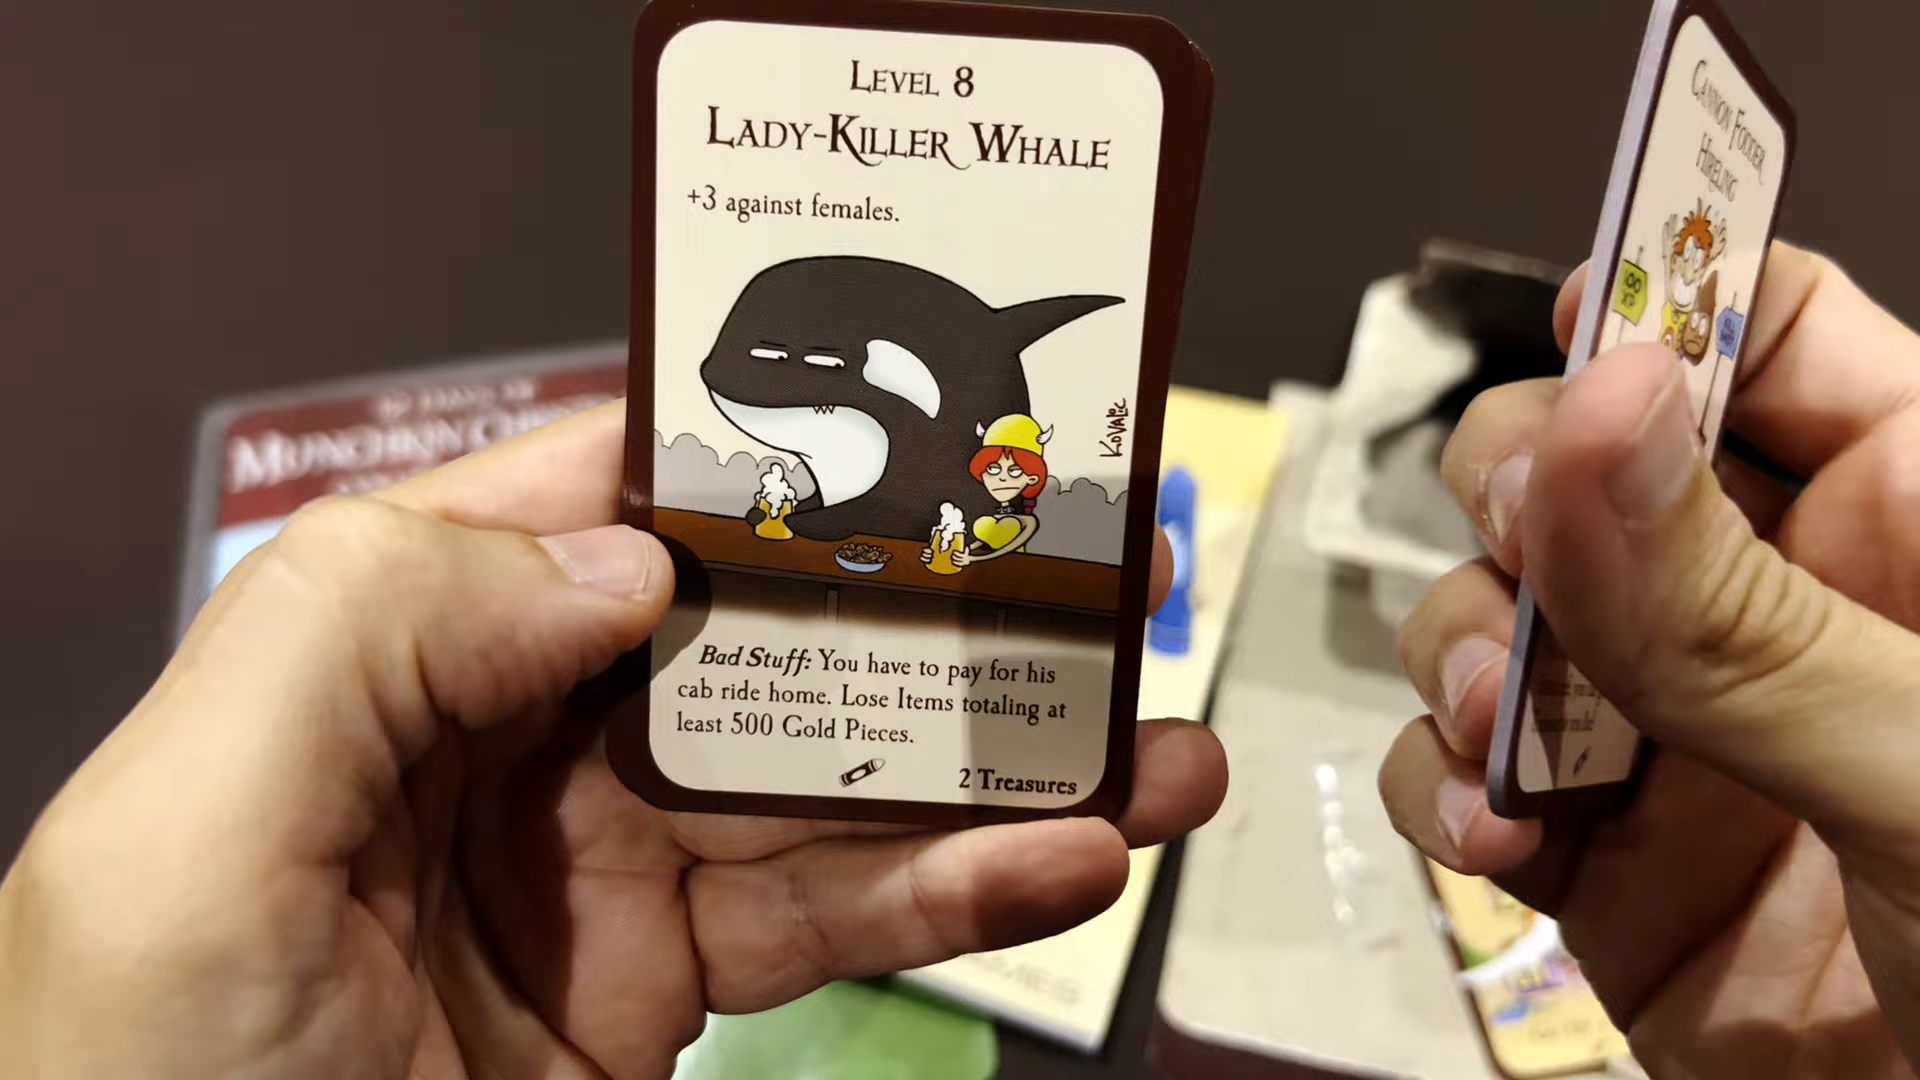 Level 8
Lady-Killer Whale
+3 against females.
Kovalic
Bad Stuff: You have to pay for his
cab ride home. Lose Items totaling at
least 500 Gold Pieces.
2 Treasures
Cannon Fodder
Hireling
Munchkin